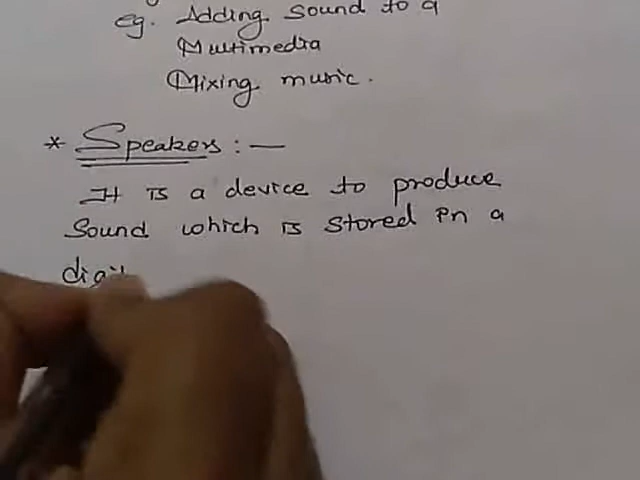 eg. Adding Sound to a
Multimedia
Mixing music.
* Speakers : —
It is a device to produce
Sound which is stored in a